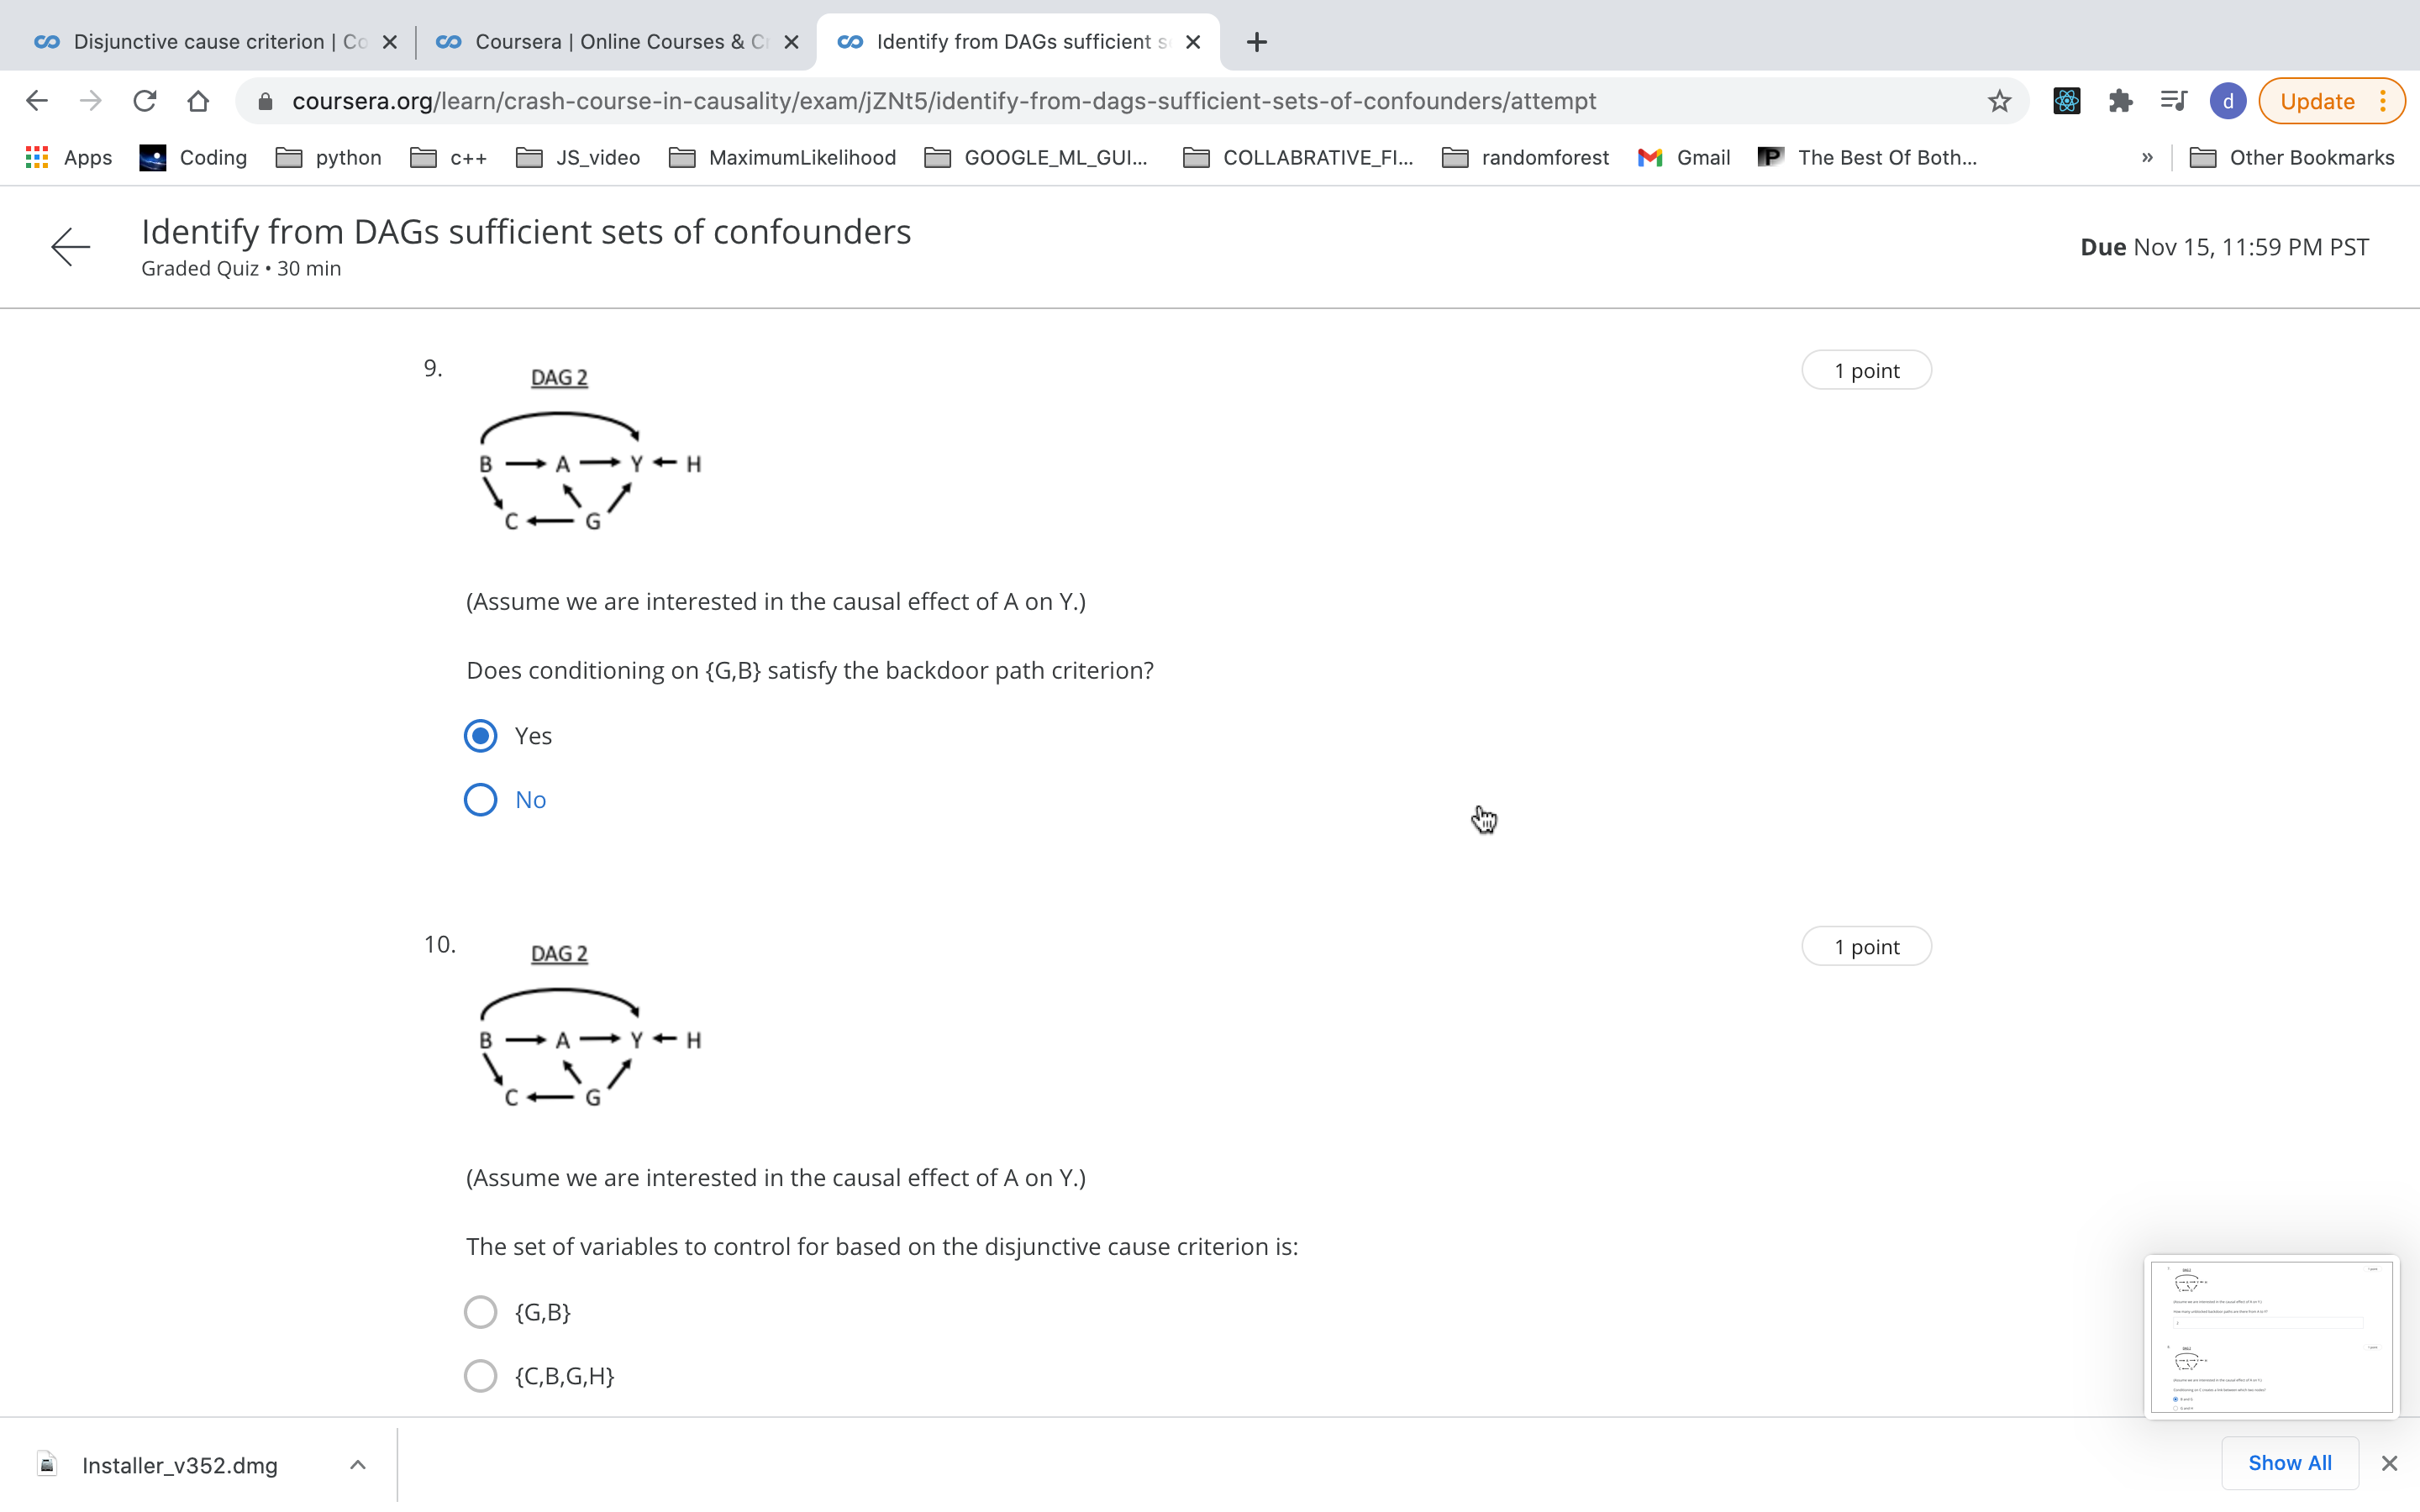 Disjunctive cause criterion | Co
Coursera | Online Courses & C
Identify from DAGs sufficient s
coursera.org/learn/crash-course-in-causality/exam/jZNt5/identify-from-dags-sufficient-sets-of-confounders/attempt
d
Update
Apps
Coding
python
c++
JS_video
MaximumLikelihood
GOOGLE_ML_GUI...
COLLABRATIVE_FI...
randomforest
Gmail
P
The Best Of Both...
»
Other Bookmarks
Identify from DAGs sufficient sets of confounders
Graded Quiz • 30 min
Due Nov 15, 11:59 PM PST
9.
DAG 2
1 point
B A Y H
C G
(Assume we are interested in the causal effect of A on Y.)
Does conditioning on {G,B} satisfy the backdoor path criterion?
Yes
No
10.
DAG 2
1 point
B A Y H
C G
(Assume we are interested in the causal effect of A on Y.)
The set of variables to control for based on the disjunctive cause criterion is:
{G,B}
{C,B,G,H}
Installer_v352.dmg
Show All